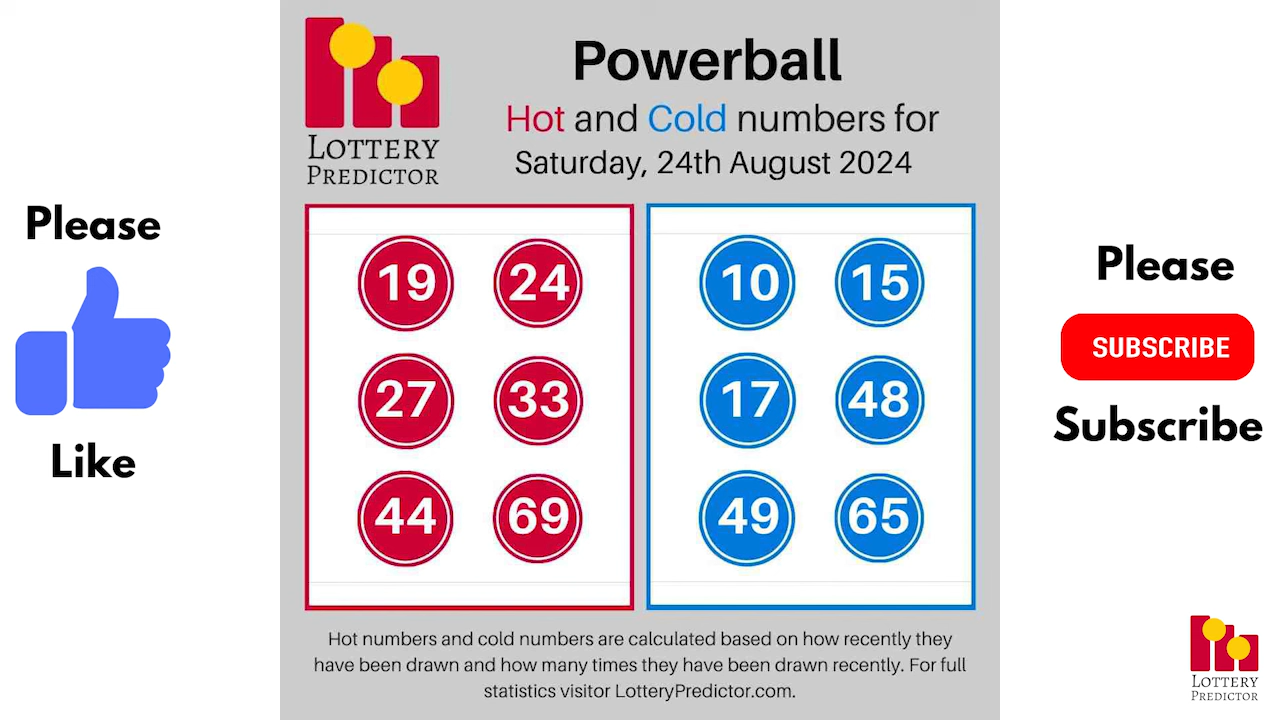 Please
Like
LOTTERY
PREDICTOR
Powerball
Hot and Cold numbers for
Saturday, 24th August 2024
19 24
27 33
44 69
10 15
17 48
49 65
Hot numbers and cold numbers are calculated based on how recently they
have been drawn and how many times they have been drawn recently. For full
statistics visitor LotteryPredictor.com.
Please
SUBSCRIBE
Subscribe
LOTTERY
PREDICTOR